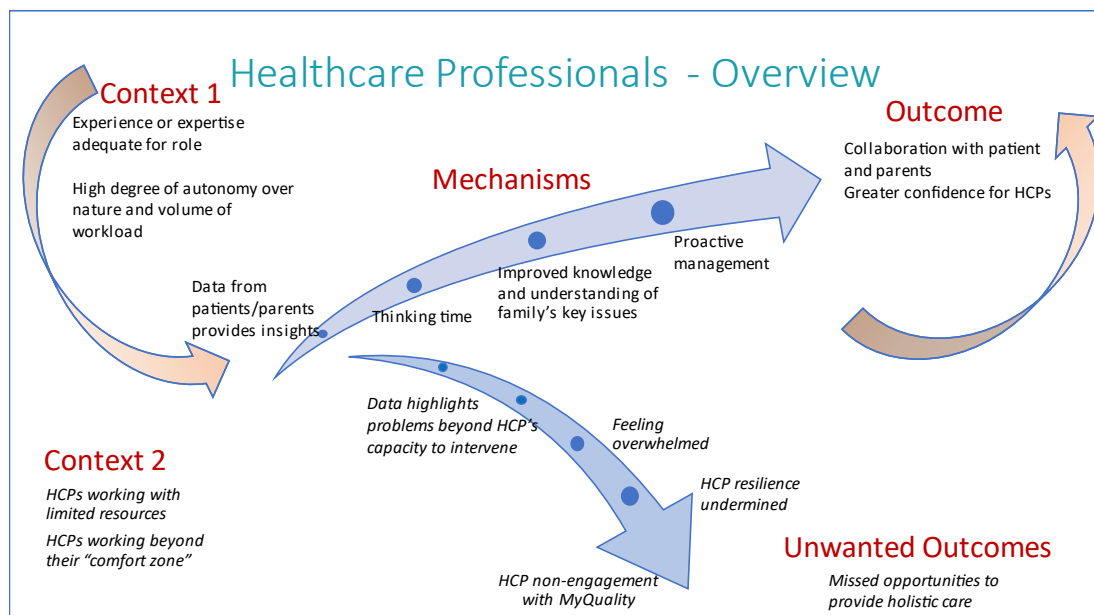 Healthcare Professionals - Overview
Context 1
Experience or expertise
adequate for role
High degree of autonomy over
nature and volume of
workload
Mechanisms
Data from
patients/parents
provides insights
Thinking time
Improved knowledge
and understanding of
family's key issues
Proactive
management
Outcome
Collaboration with patient
and parents
Greater confidence for HCPs
Context 2
HCPs working with
limited resources
HCPs working beyond
their “comfort zone”
Data highlights
problems beyond HCP's
capacity to intervene
Feeling
overwhelmed
HCP resilience
undermined
HCP non-engagement
with MyQuality
Unwanted Outcomes
Missed opportunities to
provide holistic care